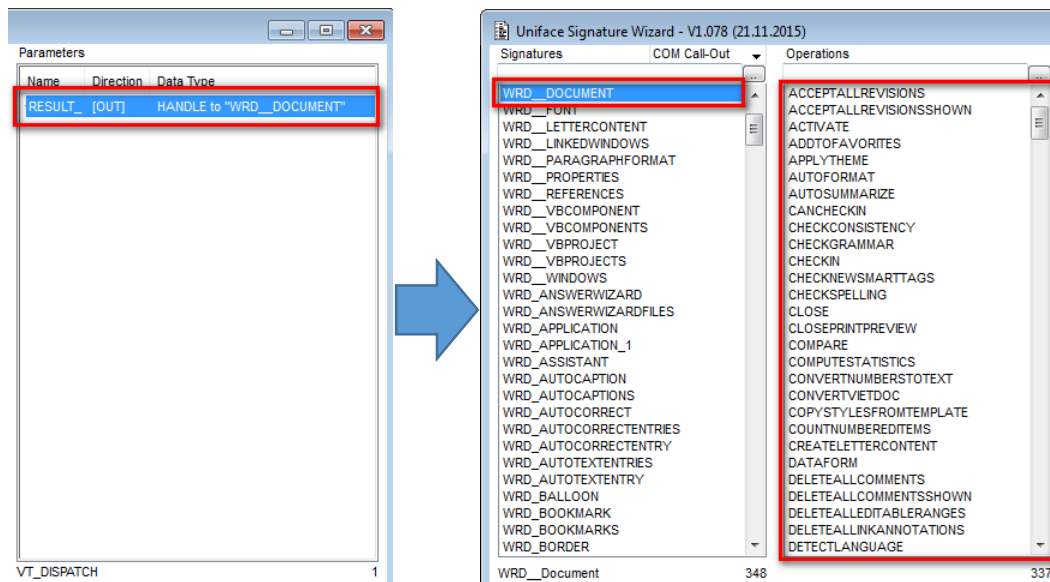 Parameters
Name Direction Data Type
RESULT_ [OUT] HANDLE to "WRD__DOCUMENT"
VT_DISPATCH 1
Uniface Signature Wizard - V1.078 (21.11.2015)
Signatures COM Call-Out Operations
WRD__DOCUMENT
WRD__FONT
WRD__LETTERCONTENT
WRD__LINKEDWINDOWS
WRD__PARAGRAPHFORMAT
WRD__PROPERTIES
WRD__REFERENCES
WRD__VBCOMPONENT
WRD__VBCOMPONENTS
WRD__VBPROJECT
WRD__VBPROJECTS
WRD__WINDOWS
WRD_ANSWERWIZARD
WRD_ANSWERWIZARDFILES
WRD_APPLICATION
WRD_APPLICATION_1
WRD_ASSISTANT
WRD_AUTOCAPTION
WRD_AUTOCAPTIONS
WRD_AUTOCORRECT
WRD_AUTOCORRECTENTRIES
WRD_AUTOCORRECTENTRY
WRD_AUTOTEXTENTRIES
WRD_AUTOTEXTENTRY
WRD_BALLOON
WRD_BOOKMARK
WRD_BOOKMARKS
WRD_BORDER
WRD__Document 348
ACCEPTALLREVISIONS
ACCEPTALLREVISIONSSHOWN
ACTIVATE
ADDTOFAVORITES
APPLYTHEME
AUTOFORMAT
AUTOSUMMARIZE
CANCHECKIN
CHECKCONSISTENCY
CHECKGRAMMAR
CHECKIN
CHECKNEWSMARTTAGS
CHECKSPELLING
CLOSE
CLOSEPRINTPREVIEW
COMPARE
COMPUTESTATISTICS
CONVERTNUMBERSTOTEXT
CONVERTVIETDOC
COPYSTYLESFROMTEMPLATE
COUNTNUMBEREDITEMS
CREATELETTERCONTENT
DATAFORM
DELETEALLCOMMENTS
DELETEALLCOMMENTSSHOWN
DELETEALLEDITABLERANGES
DELETEALLINKANNOTATIONS
DETECTLANGUAGE
337